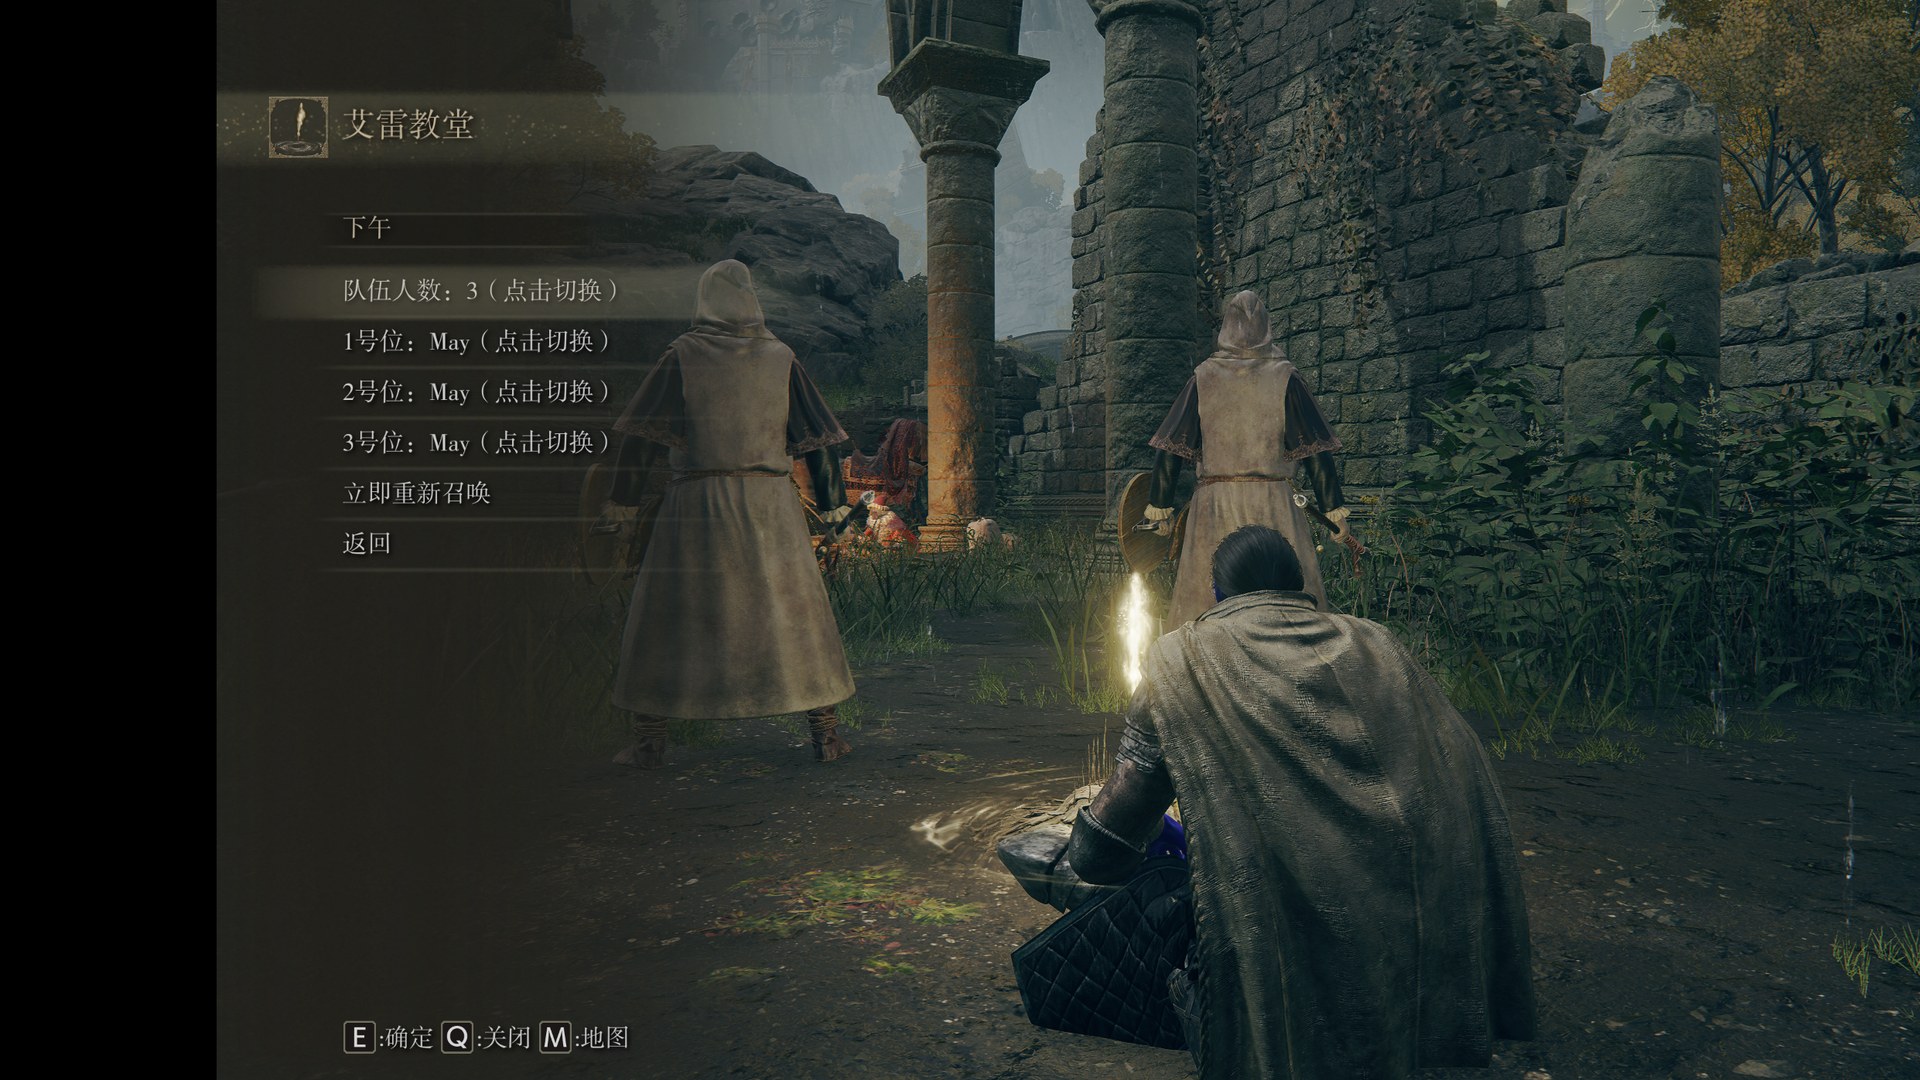 艾雷教堂
下午
队伍人数：3（点击切换）
1号位：May（点击切换）
2号位：May（点击切换）
3号位：May（点击切换）
立即重新召唤
返回
E:确定 Q:关闭 M:地图